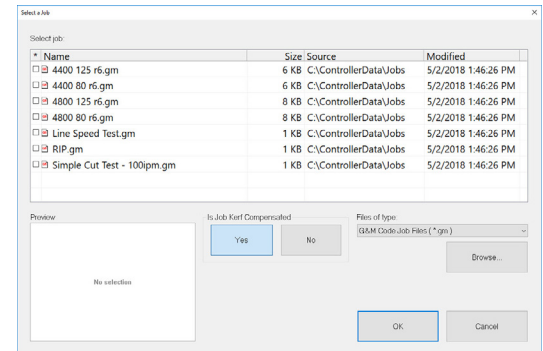 Select a Job
Select job:
* Name Size Source Modified
4400 125 r6.gm 6 KB C:\ControllerData\Jobs 5/2/2018 1:46:26 PM
4400 80 r6.gm 6 KB C:\ControllerData\Jobs 5/2/2018 1:46:26 PM
4800 125 r6.gm 8 KB C:\ControllerData\Jobs 5/2/2018 1:46:26 PM
4800 80 r6.gm 8 KB C:\ControllerData\Jobs 5/2/2018 1:46:26 PM
Line Speed Test.gm 1 KB C:\ControllerData\Jobs 5/2/2018 1:46:26 PM
RIP.gm 1 KB C:\ControllerData\Jobs 5/2/2018 1:46:26 PM
Simple Cut Test - 100ipm.gm 1 KB C:\ControllerData\Jobs 5/2/2018 1:46:26 PM
Preview Is Job Kerf Compensated Files of type
Yes No G&M Code Job Files ( *.gm )
Browse...
No selection
OK Cancel